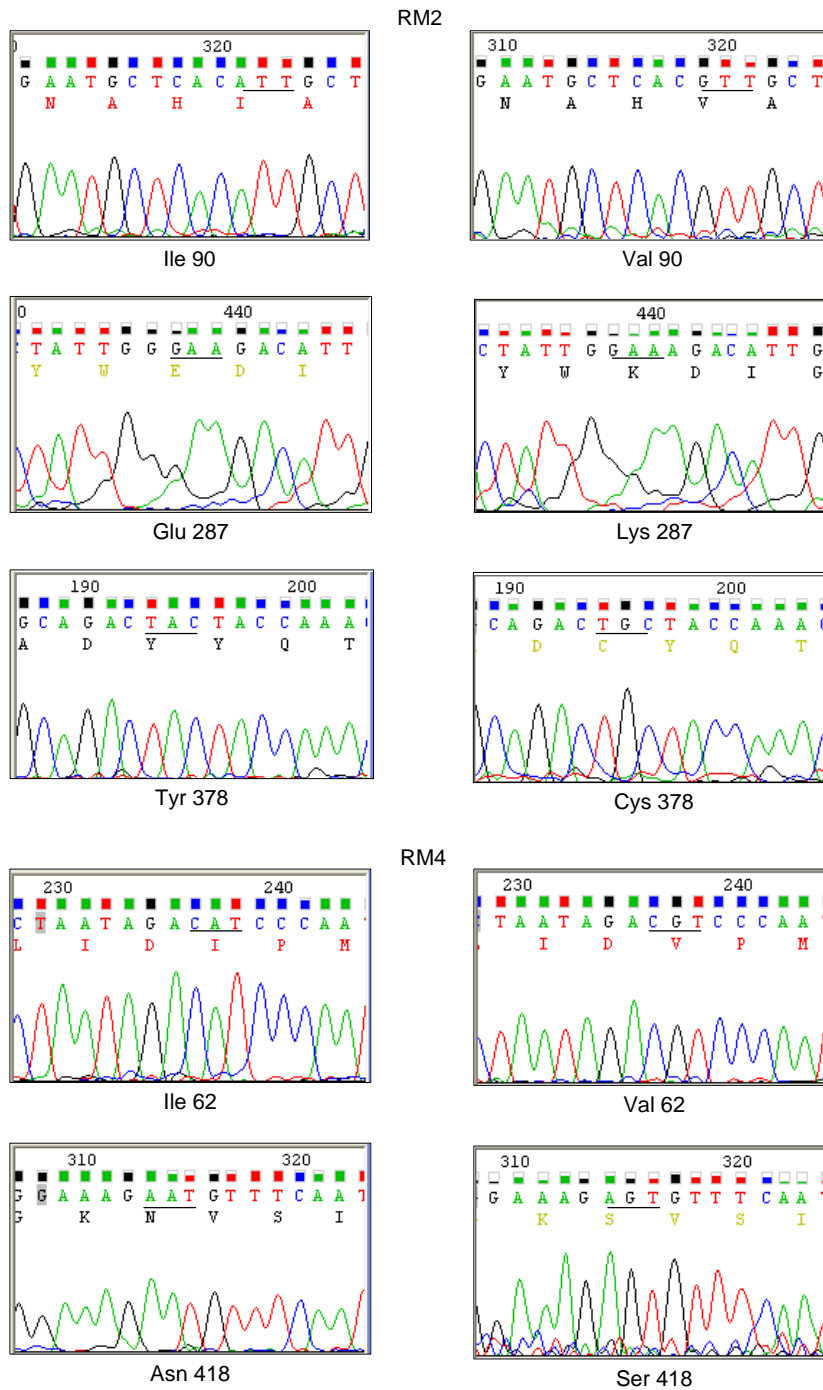 RM2
320
G A A T G C T C A C A T T G C T
N A H I A
Ile 90
310 320
G A A T G C T C A C G T T G C T
N A H V A
Val 90
440
T A T T G G G A A G A C A T T
Y W E D I
Glu 287
440
C T A T T G G A A A G A C A T T G
Y W K D I G
Lys 287
190 200
G C A G A C T A C T A C C A A A
A D Y Y Q T
Tyr 378
190 200
C A G A C T G C T A C C A A A C
D C Y Q T
Cys 378
RM4
230 240
C T A A T A G A C A T C C C A A
L I D I P M
Ile 62
230 240
T A A T A G A C G T C C C A A
I D V P M
Val 62
310 320
G G A A A G A A T G T T T C A A T
G K N V S I
Asn 418
310 320
G A A A G A G T G T T T C A A
K S V S I
Ser 418